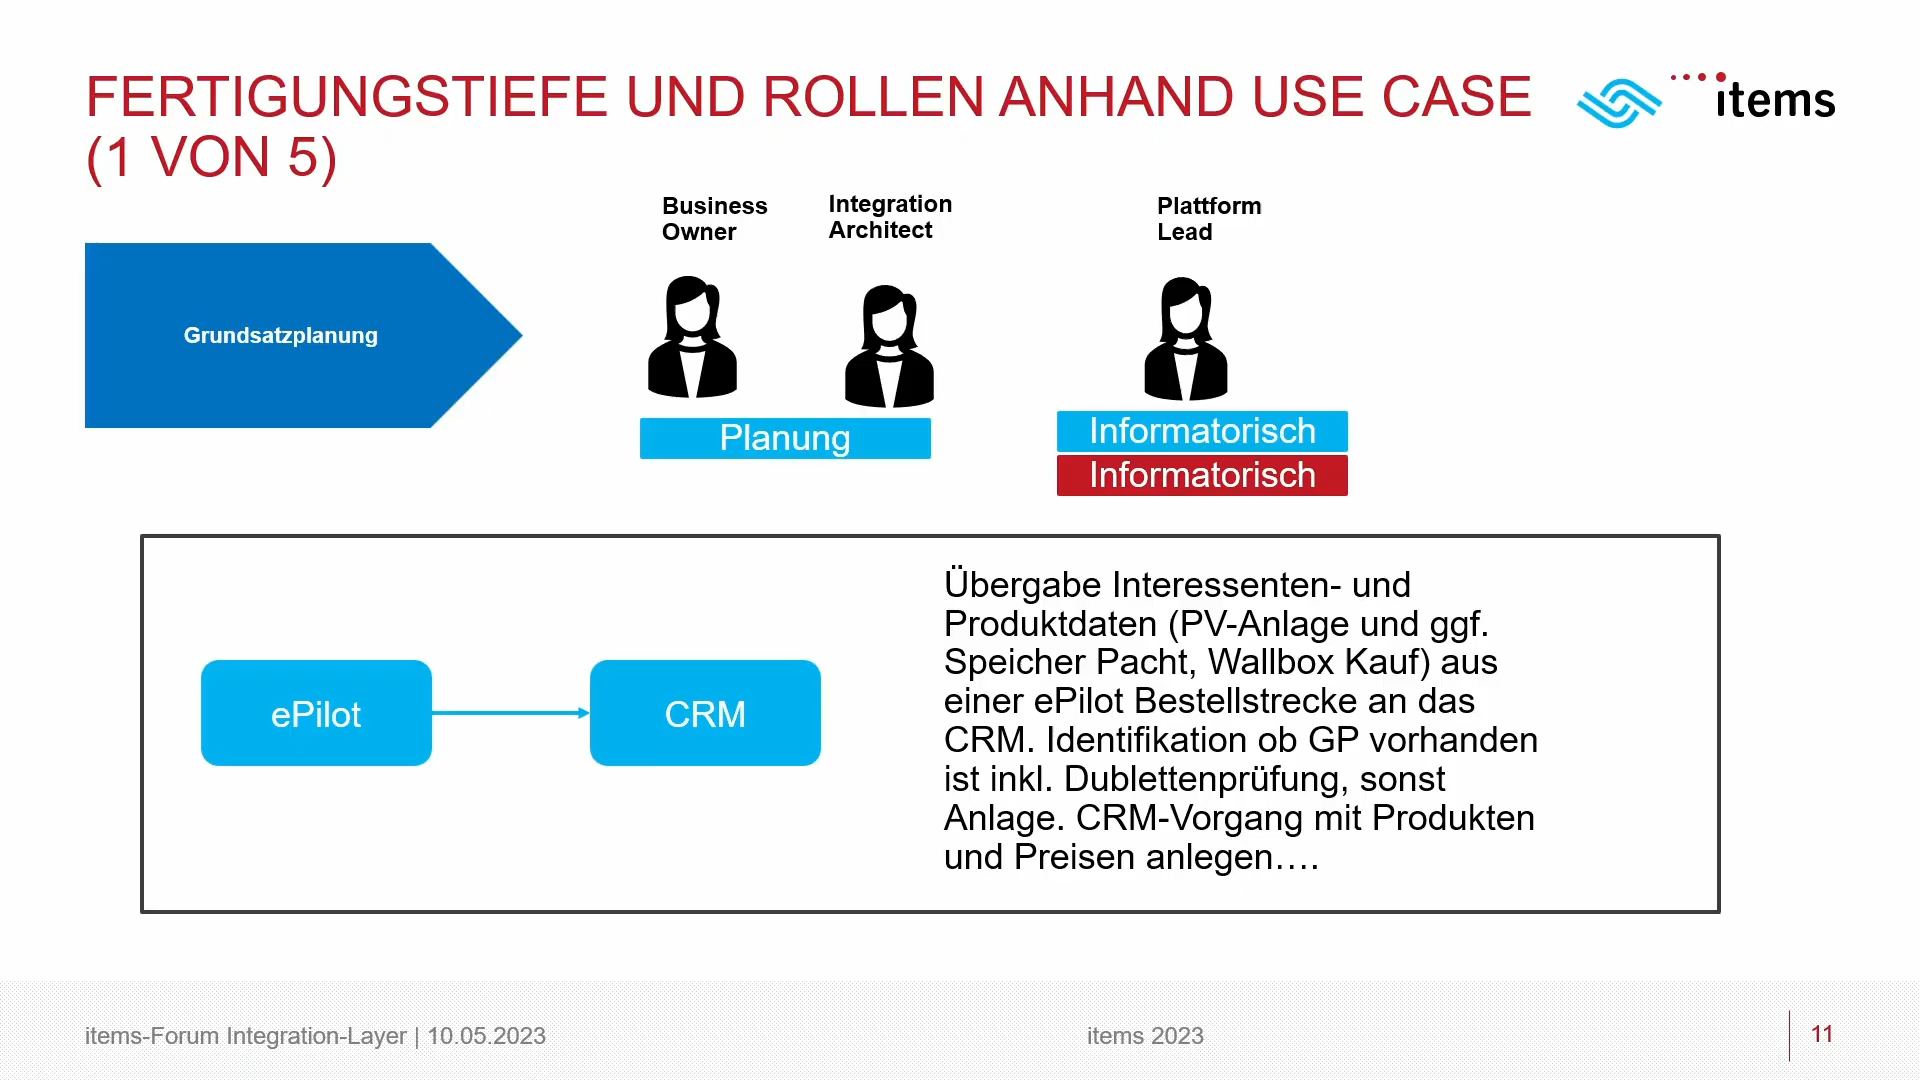 FERTIGUNGSTIEFE UND ROLLEN ANHAND USE CASE
(1 VON 5)
items
Business
Owner
Integration
Architect
Plattform
Lead
Grundsatzplanung
Planung
Informatorisch
Informatorisch
ePilot
CRM
Übergabe Interessenten- und
Produktdaten (PV-Anlage und ggf.
Speicher Pacht, Wallbox Kauf) aus
einer ePilot Bestellstrecke an das
CRM. Identifikation ob GP vorhanden
ist inkl. Dublettenprüfung, sonst
Anlage. CRM-Vorgang mit Produkten
und Preisen anlegen….
items-Forum Integration-Layer | 10.05.2023
items 2023
11